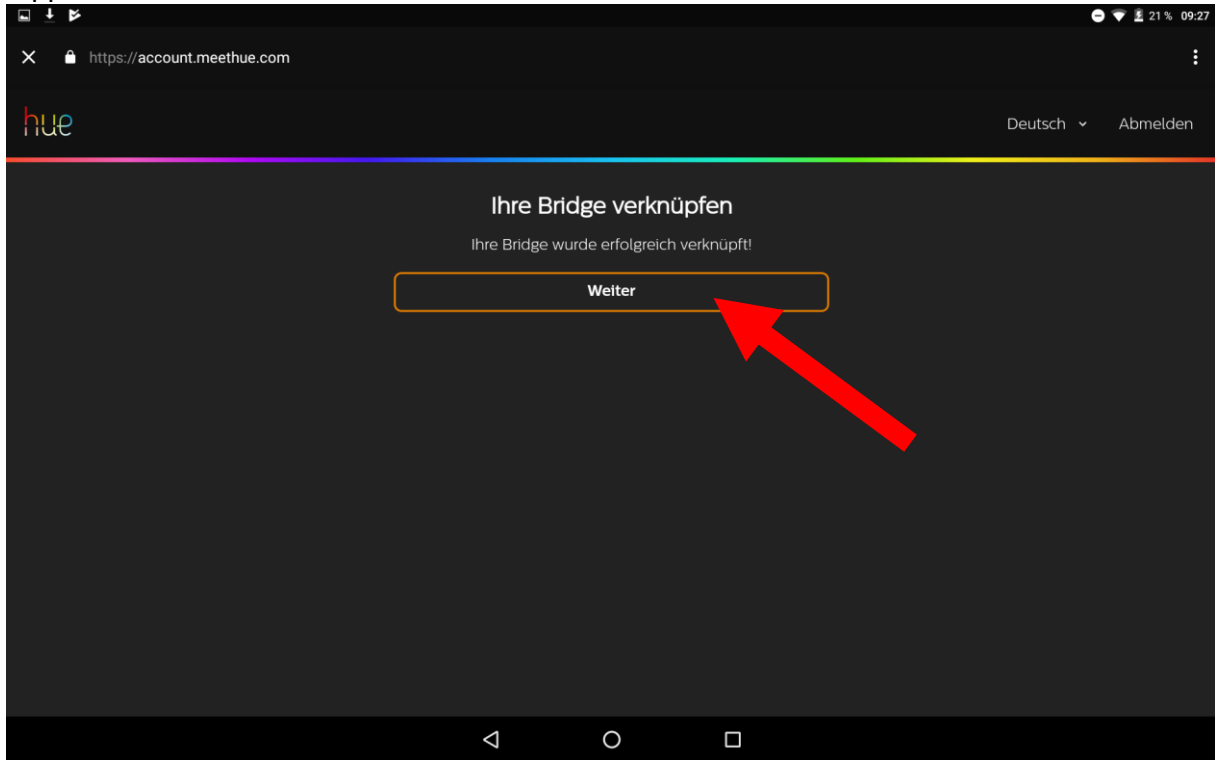 21 % 09:27
https://account.meethue.com
hue
Deutsch Abmelden
Ihre Bridge verknüpfen
Ihre Bridge wurde erfolgreich verknüpft!
Weiter